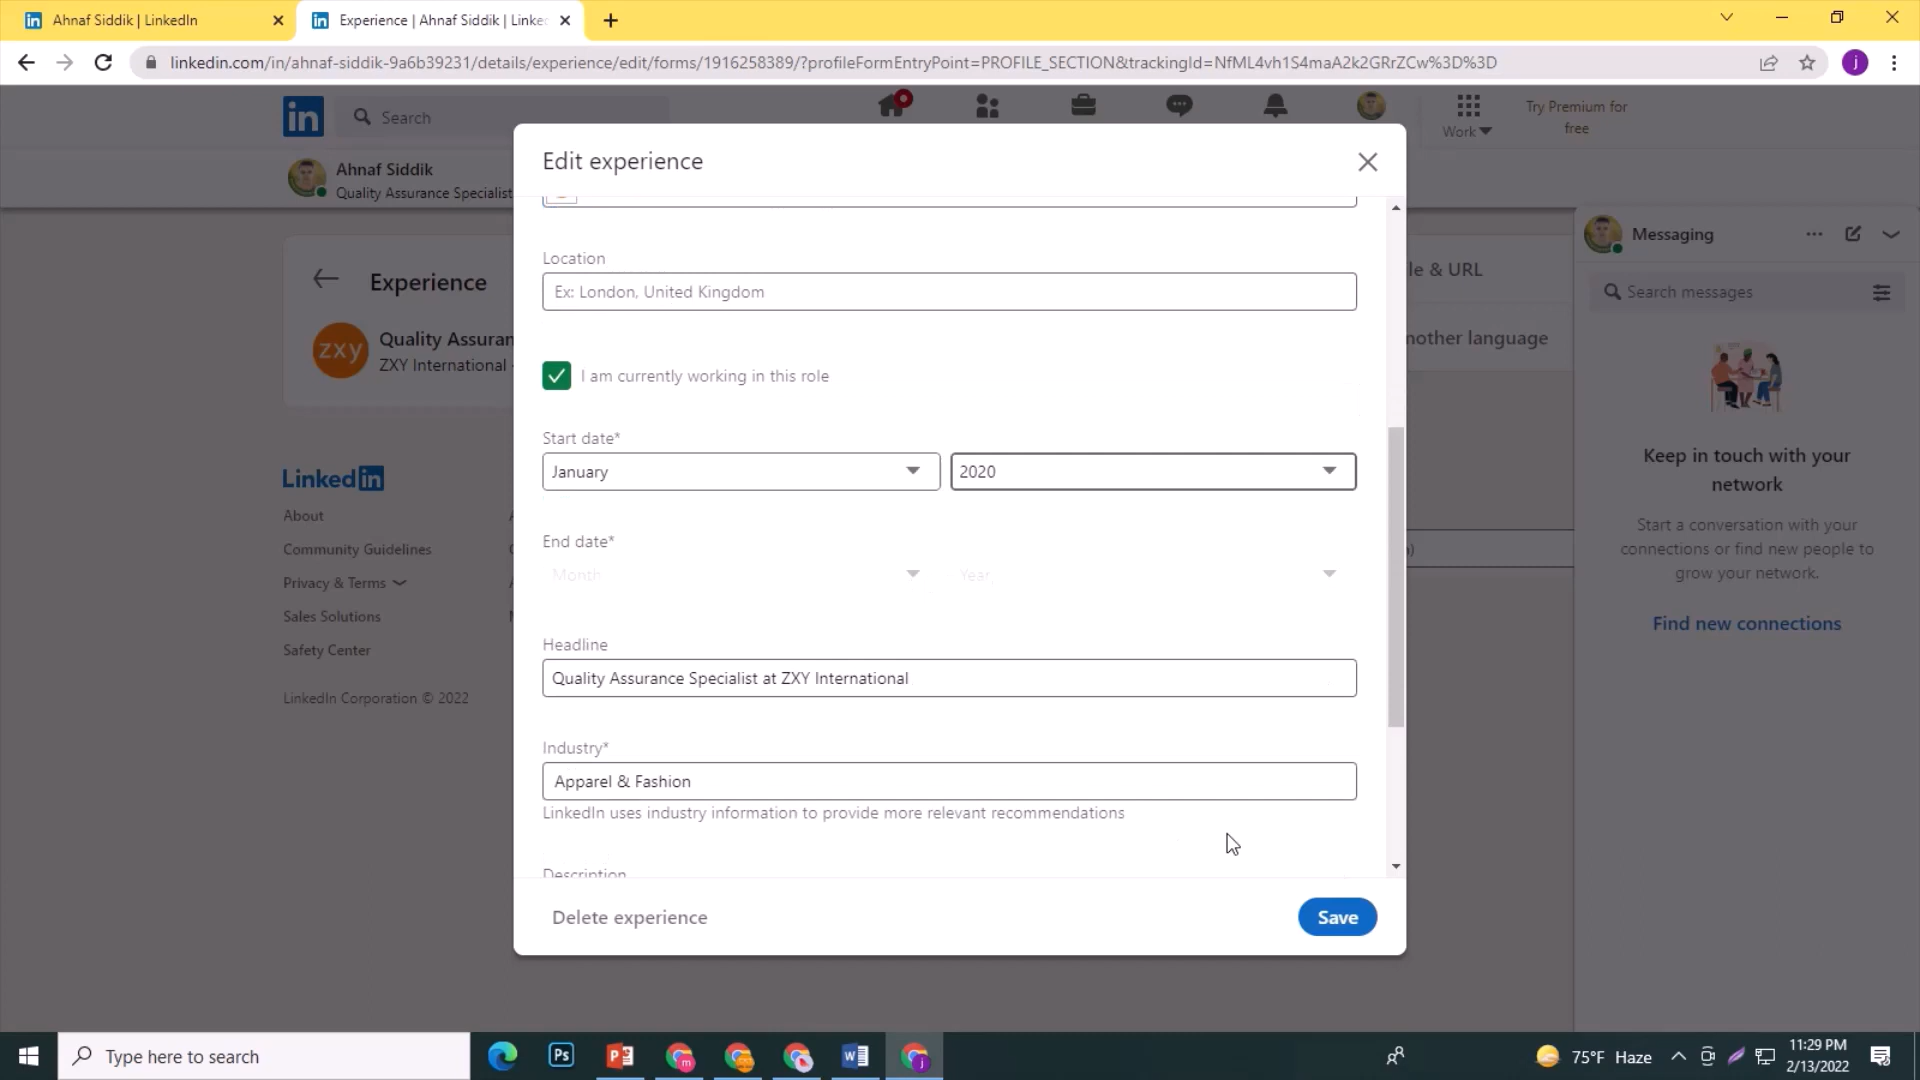 Ahnaf Siddik | LinkedIn
Experience | Ahnaf Siddik | Linke
linkedin.com/in/ahnaf-siddik-9a6b39231/details/experience/edit/forms/1916258389/?profileFormEntryPoint=PROFILE_SECTION&trackingId=NfML4vh1S4maA2k2GRrZCw%3D%3D
j
in
Search
Work
Try Premium for
free
Ahnaf Siddik
Quality Assurance Specialist
Edit experience
Experience
zxy
Quality Assuran
ZXY International
Location
Ex: London, United Kingdom
I am currently working in this role
Start date*
January
2020
End date*
Month
Year
Headline
Quality Assurance Specialist at ZXY International
Industry*
Apparel & Fashion
LinkedIn uses industry information to provide more relevant recommendations
Description
Delete experience
Save
le & URL
nother language
Messaging
Search messages
Keep in touch with your
network
Start a conversation with your
connections or find new people to
grow your network.
Find new connections
LinkedIn
About
Community Guidelines
Privacy & Terms
Sales Solutions
Safety Center
LinkedIn Corporation © 2022
Type here to search
75°F Haze
11:29 PM
2/13/2022